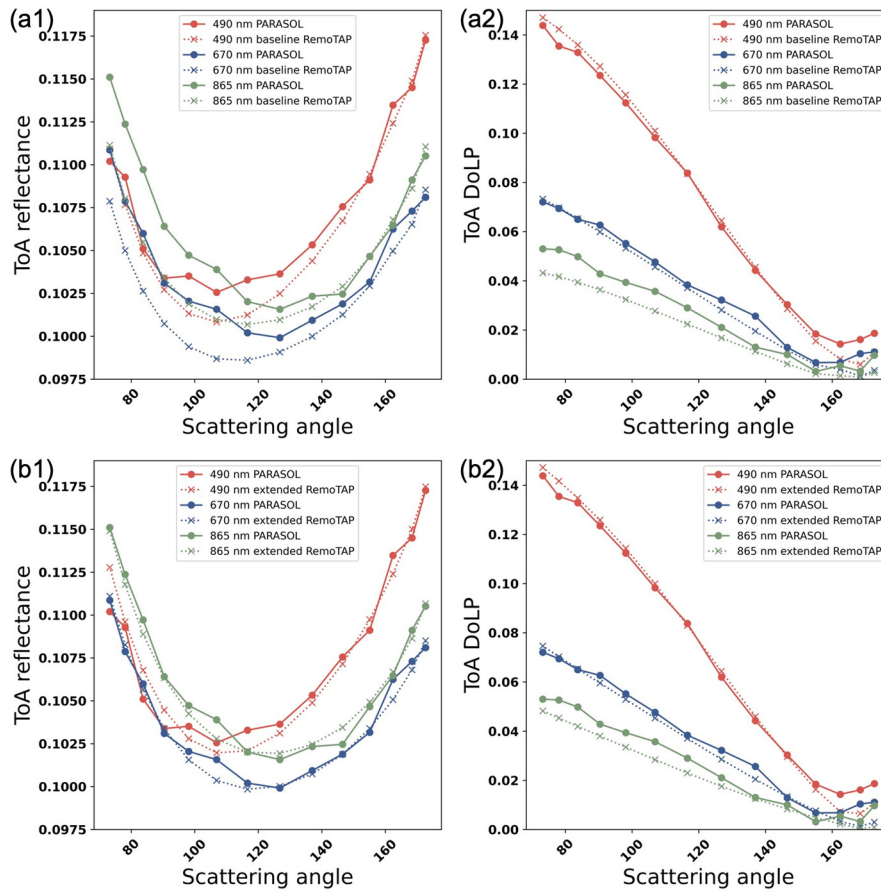 (a1)
0.1175
0.1150
0.1125
0.1100
0.1075
0.1050
0.1025
0.1000
0.0975
ToA reflectance
490 nm PARASOL
490 nm baseline RemoTAP
670 nm PARASOL
670 nm baseline RemoTAP
865 nm PARASOL
865 nm baseline RemoTAP
80
100
120
140
160
Scattering angle
(a2)
0.14
0.12
0.10
0.08
0.06
0.04
0.02
0.00
ToA DoLP
490 nm PARASOL
490 nm baseline RemoTAP
670 nm PARASOL
670 nm baseline RemoTAP
865 nm PARASOL
865 nm baseline RemoTAP
80
100
120
140
160
Scattering angle
(b1)
0.1175
0.1150
0.1125
0.1100
0.1075
0.1050
0.1025
0.1000
0.0975
ToA reflectance
490 nm PARASOL
490 nm extended RemoTAP
670 nm PARASOL
670 nm extended RemoTAP
865 nm PARASOL
865 nm extended RemoTAP
80
100
120
140
160
Scattering angle
(b2)
0.14
0.12
0.10
0.08
0.06
0.04
0.02
0.00
ToA DoLP
490 nm PARASOL
490 nm extended RemoTAP
670 nm PARASOL
670 nm extended RemoTAP
865 nm PARASOL
865 nm extended RemoTAP
80
100
120
140
160
Scattering angle